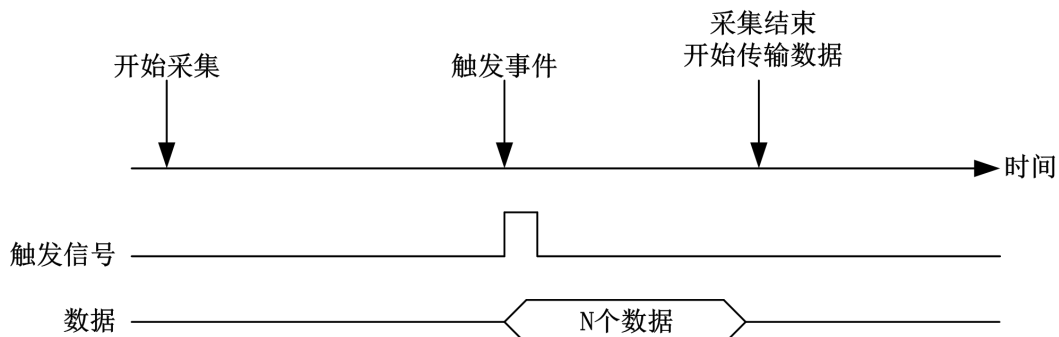 采集结束
开始传输数据
开始采集
触发事件
时间
触发信号
数据
N个数据